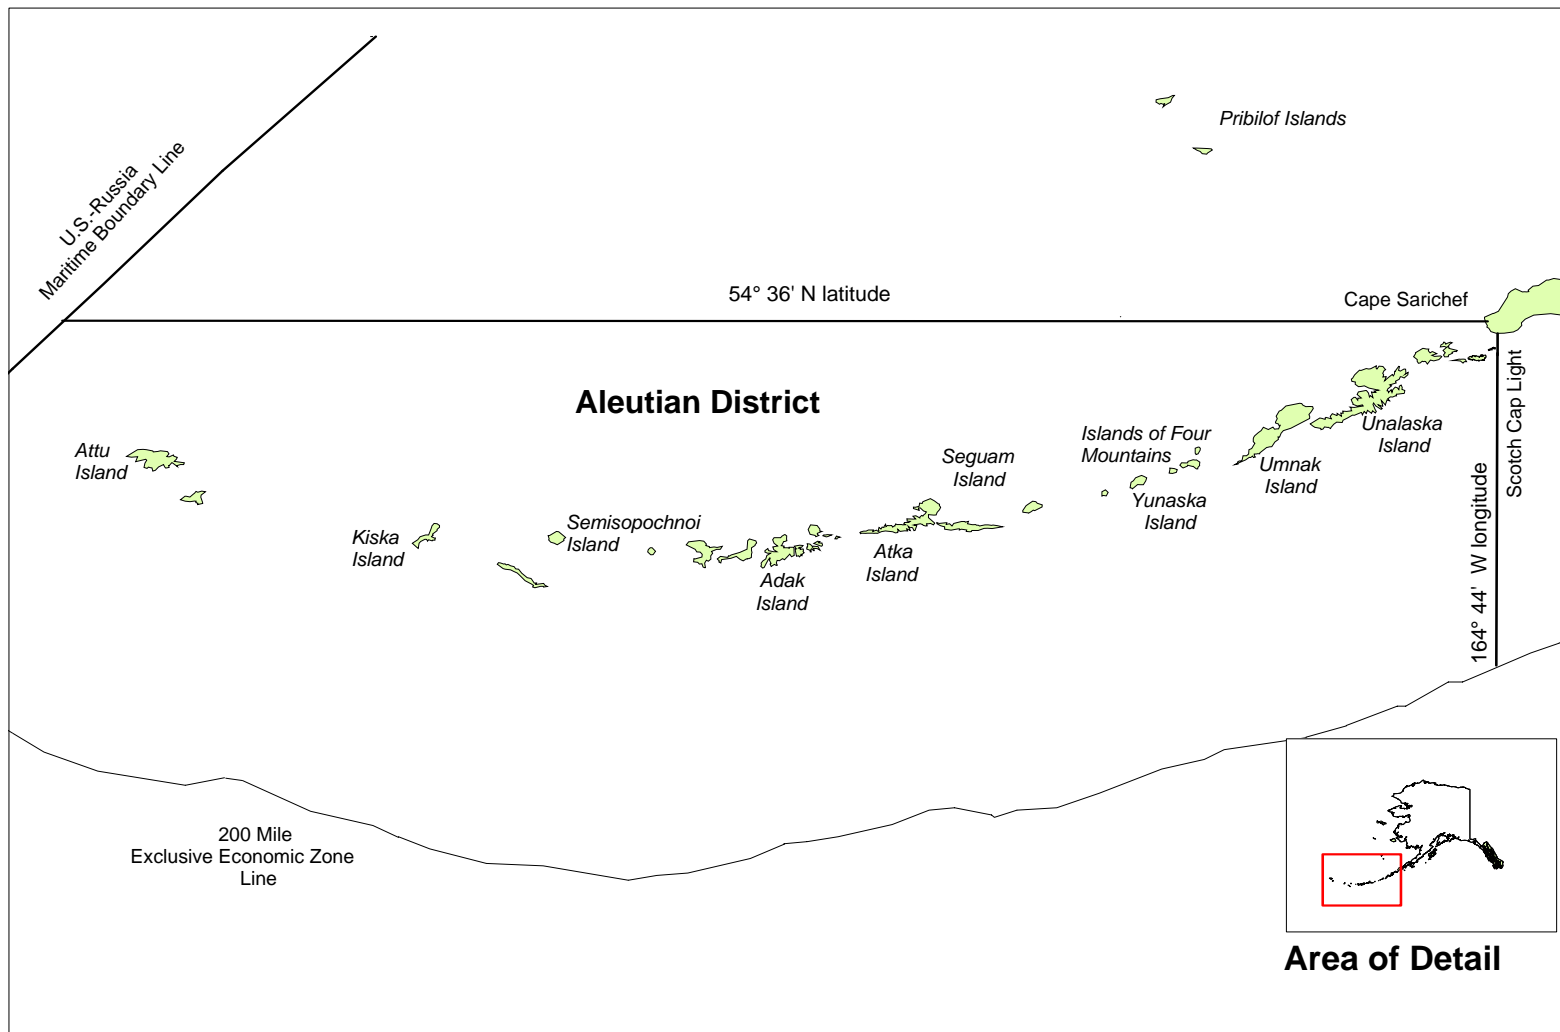 Pribilof Islands
U.S.-Russia
Maritime Boundary Line
54° 36' N latitude
Cape Sarichef
Scotch Cap Light
164° 44' W longitude
Aleutian District
Attu
Island
Kiska
Island
Semisopochnoi
Island
Adak
Island
Atka
Island
Seguam
Island
Islands of Four
Mountains
Yunaska
Island
Umnak
Island
Unalaska
Island
200 Mile
Exclusive Economic Zone
Line
Area of Detail